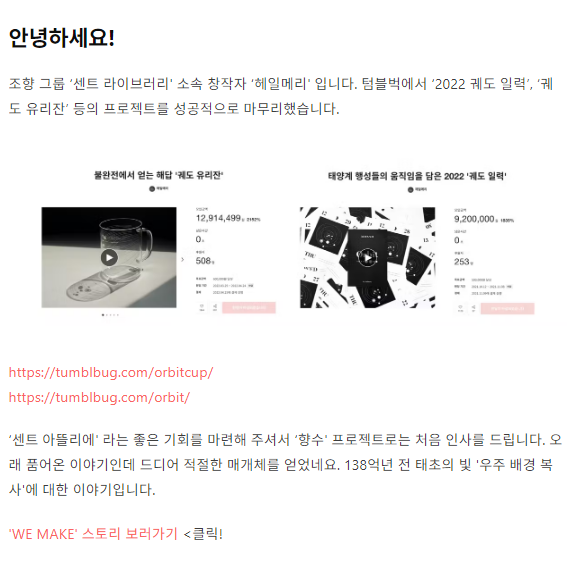 안녕하세요!
조향 그룹 '센트 라이브러리' 소속 창작자 '헤일메리' 입니다. 텀블벅에서 '2022 궤도 일력', '궤
도 유리잔' 등의 프로젝트를 성공적으로 마무리했습니다.
불완전에서 얻는 해답 '궤도 유리잔'
태양계 행성들의 움직임을 담은 2022 '궤도 일력'
헤일메리
헤일메리
12,914,499원
9,200,000원
0
0
508명
253명
https://tumblbug.com/orbitcup/
https://tumblbug.com/orbit/
'센트 아뜰리에' 라는 좋은 기회를 마련해 주셔서 '향수' 프로젝트로는 처음 인사를 드립니다. 오
래 품어온 이야기인데 드디어 적절한 매개체를 얻었네요. 138억년 전 태초의 빛 '우주 배경 복
사'에 대한 이야기입니다.
'WE MAKE' 스토리 보러가기 <클릭!